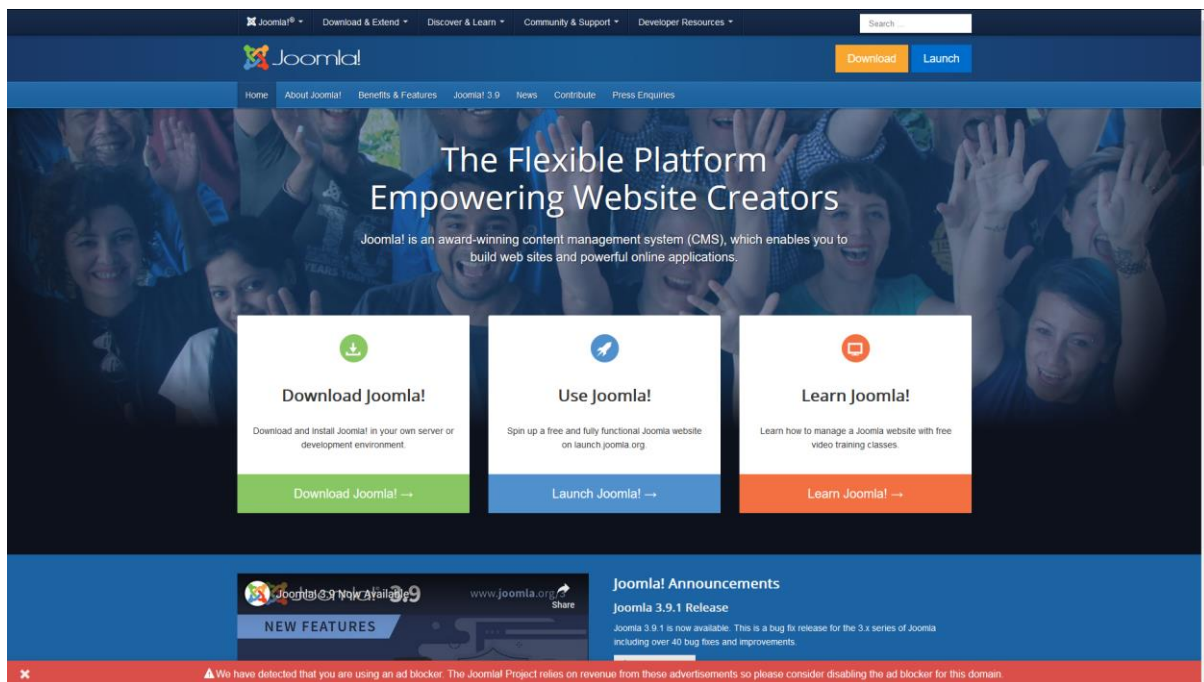 Joomla!® Download & Extend Discover & Learn Community & Support Developer Resources Search ...
Joomla! Download Launch
Home About Joomla! Benefits & Features Joomla! 3.9 News Contribute Press Enquiries
The Flexible Platform
Empowering Website Creators
Joomla! is an award-winning content management system (CMS), which enables you to
build web sites and powerful online applications.
Download Joomla!
Download and install Joomla! in your own server or
development environment.
Download Joomla! →
Use Joomla!
Spin up a free and fully functional Joomla website
on launch.joomla.org.
Launch Joomla! →
Learn Joomla!
Learn how to manage a Joomla website with free
video training classes.
Learn Joomla! →
Joomla! 3.9 Now Available
www.joomla.org/3
Share
NEW FEATURES
Joomla! Announcements
Joomla 3.9.1 Release
Joomla 3.9.1 is now available. This is a bug fix release for the 3.x series of Joomla
including over 40 bug fixes and improvements.
We have detected that you are using an ad blocker. The Joomla! Project relies on revenue from these advertisements so please consider disabling the ad blocker for this domain.